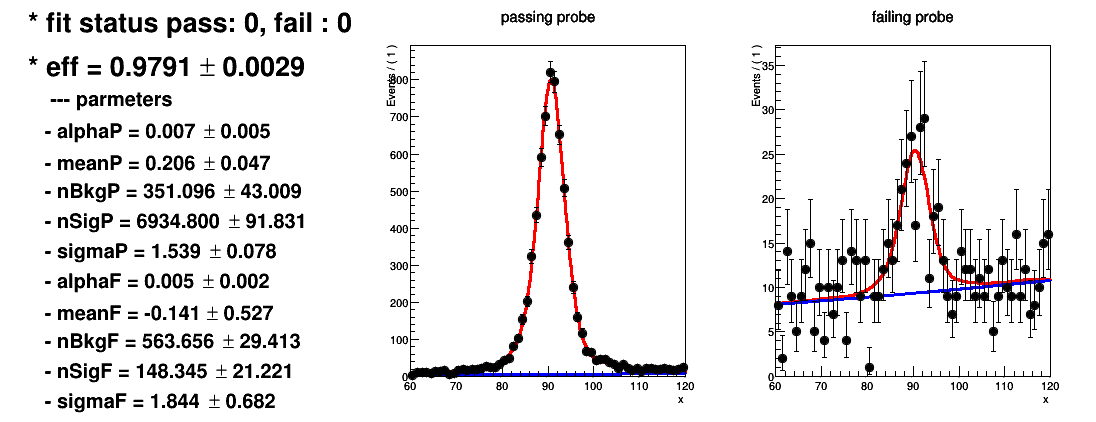 * fit status pass: 0, fail : 0
* eff = 0.9791 ± 0.0029
--- parmeters
- alphaP = 0.007 ± 0.005
- meanP = 0.206 ± 0.047
- nBkgP = 351.096 ± 43.009
- nSigP = 6934.800 ± 91.831
- sigmaP = 1.539 ± 0.078
- alphaF = 0.005 ± 0.002
- meanF = -0.141 ± 0.527
- nBkgF = 563.656 ± 29.413
- nSigF = 148.345 ± 21.221
- sigmaF = 1.844 ± 0.682
passing probe
Events / ( 1 )
800
700
600
500
400
300
200
100
0
60 70 80 90 100 110 120
x
failing probe
Events / ( 1 )
35
30
25
20
15
10
5
0
60 70 80 90 100 110 120
x